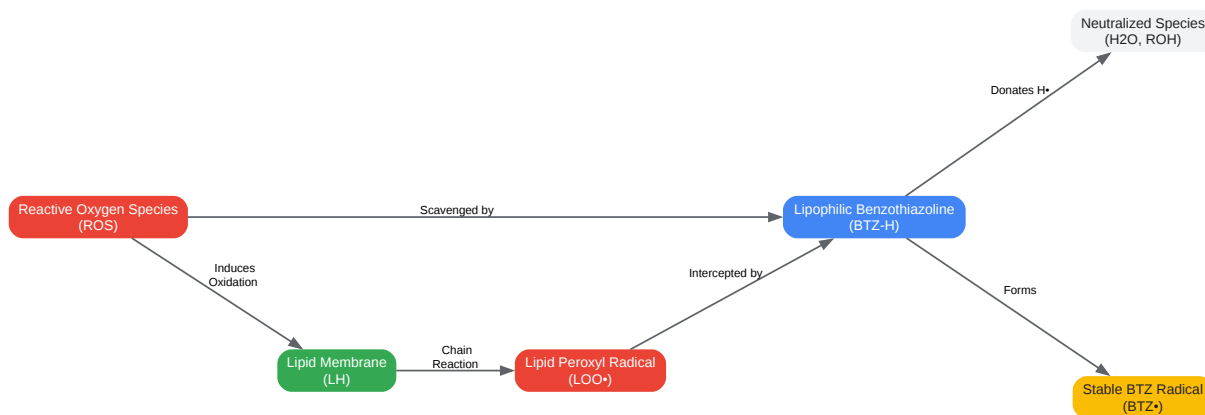 Neutralized Species
(H2O, ROH)
Donates H•
Reactive Oxygen Species
(ROS)
Scavenged by
Lipophilic Benzothiazoline
(BTZ-H)
Induces
Oxidation
Intercepted by
Forms
Lipid Membrane
(LH)
Chain
Reaction
Lipid Peroxyl Radical
(LOO•)
Stable BTZ Radical
(BTZ•)